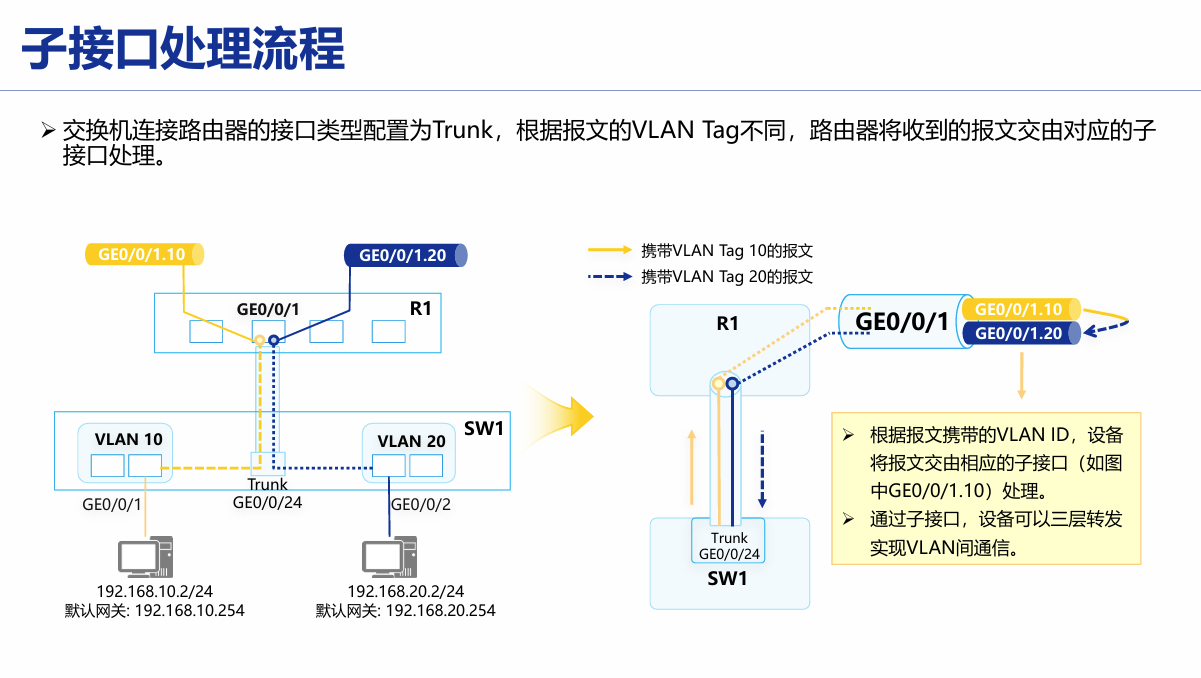 子接口处理流程
交换机连接路由器的接口类型配置为Trunk，根据报文的VLAN Tag不同，路由器将收到的报文交由对应的子
接口处理。
GE0/0/1.10
GE0/0/1.20
GE0/0/1
R1
VLAN 10
VLAN 20
SW1
Trunk
GE0/0/24
GE0/0/1
GE0/0/2
192.168.10.2/24
默认网关: 192.168.10.254
192.168.20.2/24
默认网关: 192.168.20.254
携带VLAN Tag 10的报文
携带VLAN Tag 20的报文
R1
GE0/0/1
GE0/0/1.10
GE0/0/1.20
Trunk
GE0/0/24
SW1
根据报文携带的VLAN ID，设备
将报文交由相应的子接口（如图
中GE0/0/1.10）处理。
通过子接口，设备可以三层转发
实现VLAN间通信。